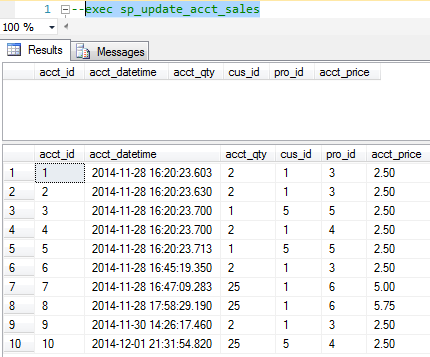 1 --exec sp_update_acct_sales
100 %
Results Messages
acct_id acct_datetime acct_qty cus_id pro_id acct_price
acct_id acct_datetime acct_qty cus_id pro_id acct_price
1 1 2014-11-28 16:20:23.603 2 1 3 2.50
2 2 2014-11-28 16:20:23.630 2 1 3 2.50
3 3 2014-11-28 16:20:23.700 1 5 5 2.50
4 4 2014-11-28 16:20:23.700 2 1 4 2.50
5 5 2014-11-28 16:20:23.713 1 5 5 2.50
6 6 2014-11-28 16:45:19.350 2 1 3 2.50
7 7 2014-11-28 16:47:09.283 25 1 6 5.00
8 8 2014-11-28 17:58:29.190 25 1 6 5.75
9 9 2014-11-30 14:26:17.460 2 1 3 2.50
10 10 2014-12-01 21:31:54.820 25 5 4 2.50